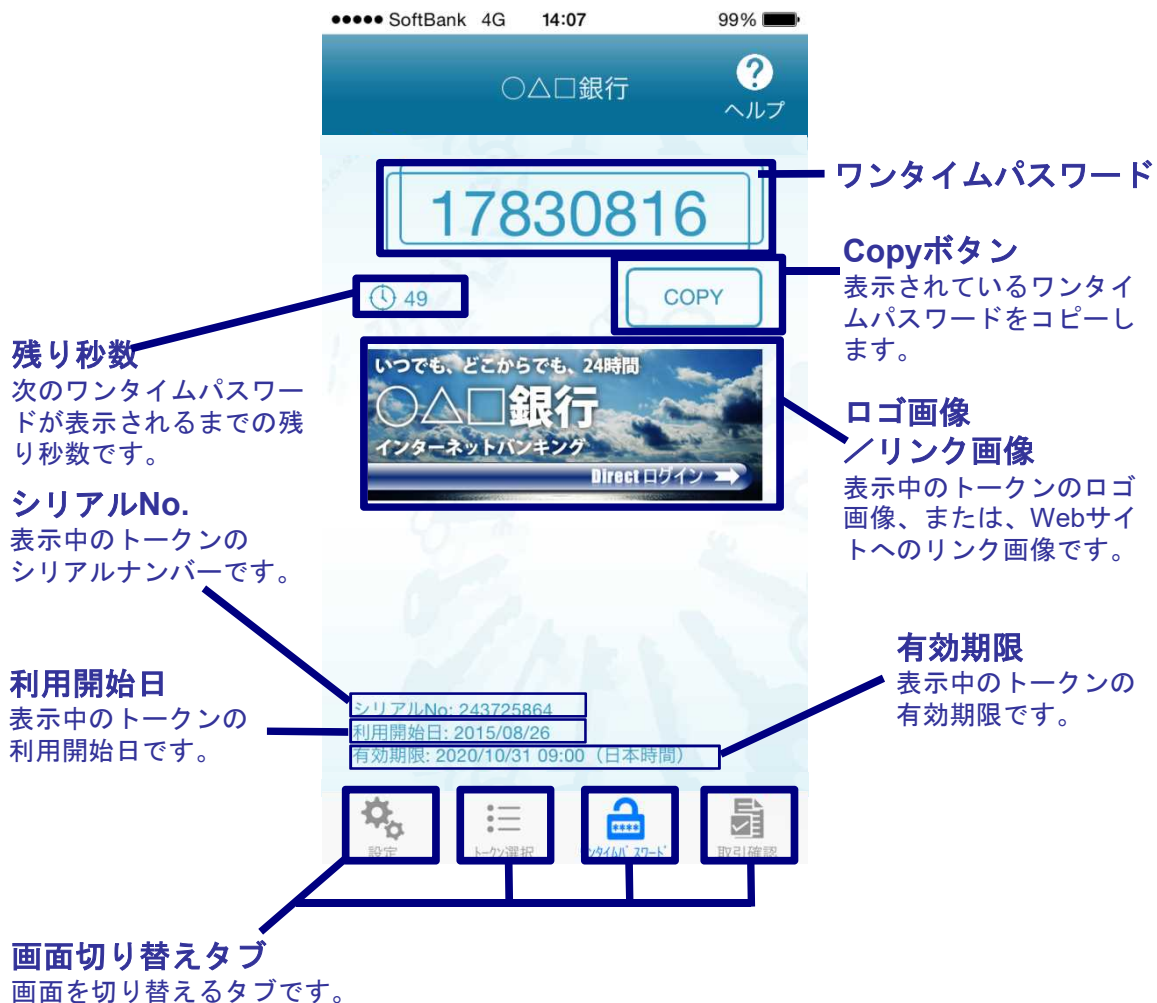 ●●●●● SoftBank 4G 14:07 99%
○△□銀行
?
ヘルプ
17830816
ワンタイムパスワード
49
COPY
Copyボタン
表示されているワンタイ
ムパスワードをコピーし
ます。
残り秒数
次のワンタイムパスワー
ドが表示されるまでの残
り秒数です。
いつでも、どこからでも、24時間
○△□銀行
インターネットバンキング
Direct ログイン
ロゴ画像
／リンク画像
表示中のトークンのロゴ
画像、または、Webサイ
トへのリンク画像です。
シリアルNo.
表示中のトークンの
シリアルナンバーです。
利用開始日
表示中のトークンの
利用開始日です。
シリアルNo: 243725864
利用開始日: 2015/08/26
有効期限: 2020/10/31 09:00（日本時間）
有効期限
表示中のトークンの
有効期限です。
****
設定
ﾄｰｸﾝ選択
ﾝﾀｲﾑﾊﾟｽﾜｰﾄﾞ
取引確認
画面切り替えタブ
画面を切り替えるタブです。